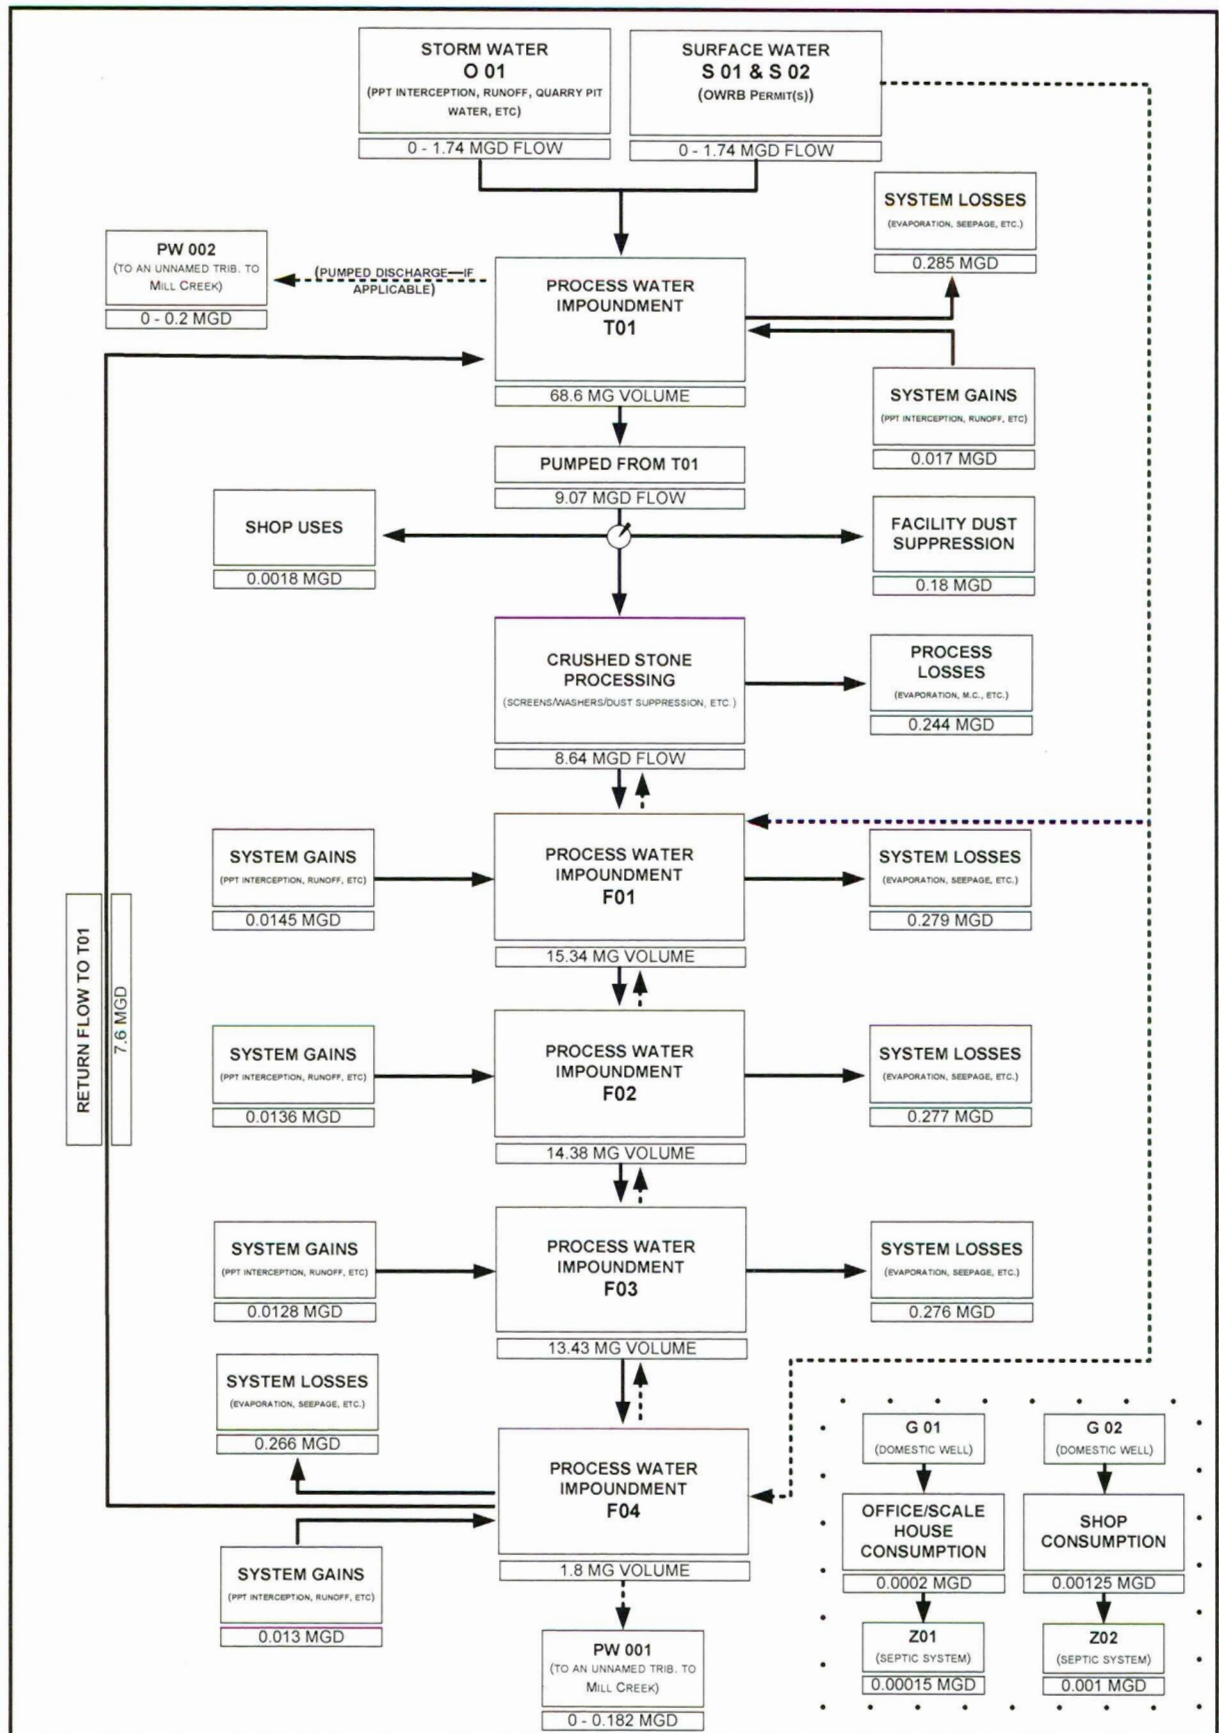 STORM WATER
O 01
(PPT INTERCEPTION, RUNOFF, QUARRY PIT
WATER, ETC)
0 - 1.74 MGD FLOW
SURFACE WATER
S 01 & S 02
(OWRB PERMIT(S))
0 - 1.74 MGD FLOW
SYSTEM LOSSES
(EVAPORATION, SEEPAGE, ETC.)
0.285 MGD
PW 002
(TO AN UNNAMED TRIB. TO
MILL CREEK)
0 - 0.2 MGD
(PUMPED DISCHARGE—IF
APPLICABLE)
PROCESS WATER
IMPOUNDMENT
T01
68.6 MG VOLUME
SYSTEM GAINS
(PPT INTERCEPTION, RUNOFF, ETC)
0.017 MGD
PUMPED FROM T01
9.07 MGD FLOW
SHOP USES
0.0018 MGD
FACILITY DUST
SUPPRESSION
0.18 MGD
CRUSHED STONE
PROCESSING
(SCREENS/WASHERS/DUST SUPPRESSION, ETC.)
8.64 MGD FLOW
PROCESS
LOSSES
(EVAPORATION, M.C., ETC.)
0.244 MGD
SYSTEM GAINS
(PPT INTERCEPTION, RUNOFF, ETC)
0.0145 MGD
PROCESS WATER
IMPOUNDMENT
F01
15.34 MG VOLUME
SYSTEM LOSSES
(EVAPORATION, SEEPAGE, ETC.)
0.279 MGD
RETURN FLOW TO T01
7.6 MGD
SYSTEM GAINS
(PPT INTERCEPTION, RUNOFF, ETC)
0.0136 MGD
PROCESS WATER
IMPOUNDMENT
F02
14.38 MG VOLUME
SYSTEM LOSSES
(EVAPORATION, SEEPAGE, ETC.)
0.277 MGD
SYSTEM GAINS
(PPT INTERCEPTION, RUNOFF, ETC)
0.0128 MGD
PROCESS WATER
IMPOUNDMENT
F03
13.43 MG VOLUME
SYSTEM LOSSES
(EVAPORATION, SEEPAGE, ETC.)
0.276 MGD
SYSTEM LOSSES
(EVAPORATION, SEEPAGE, ETC.)
0.266 MGD
PROCESS WATER
IMPOUNDMENT
F04
1.8 MG VOLUME
SYSTEM GAINS
(PPT INTERCEPTION, RUNOFF, ETC)
0.013 MGD
PW 001
(TO AN UNNAMED TRIB. TO
MILL CREEK)
0 - 0.182 MGD
G 01
(DOMESTIC WELL)
OFFICE/SCALE
HOUSE
CONSUMPTION
0.0002 MGD
Z01
(SEPTIC SYSTEM)
0.00015 MGD
G 02
(DOMESTIC WELL)
SHOP
CONSUMPTION
0.00125 MGD
Z02
(SEPTIC SYSTEM)
0.001 MGD